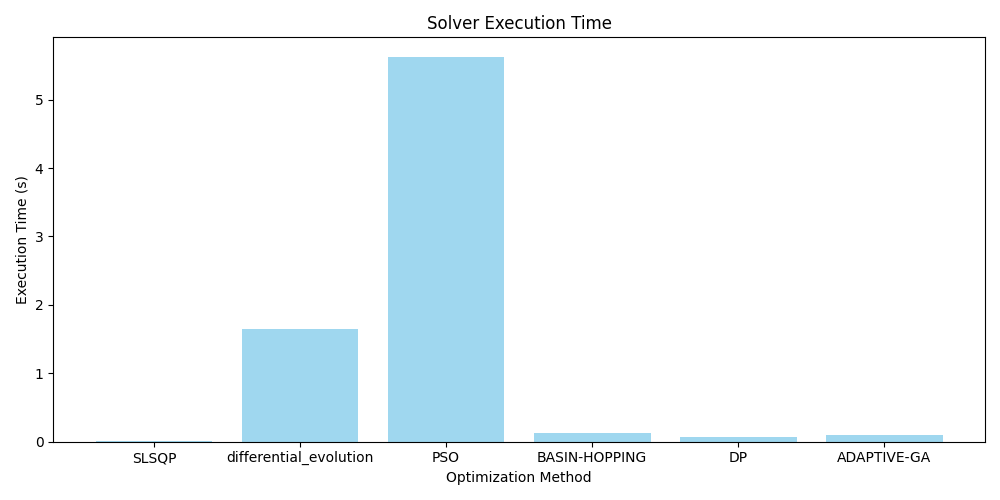 Solver Execution Time
Execution Time (s)
5
4
3
2
1
0
SLSQP differential_evolution PSO BASIN-HOPPING DP ADAPTIVE-GA
Optimization Method